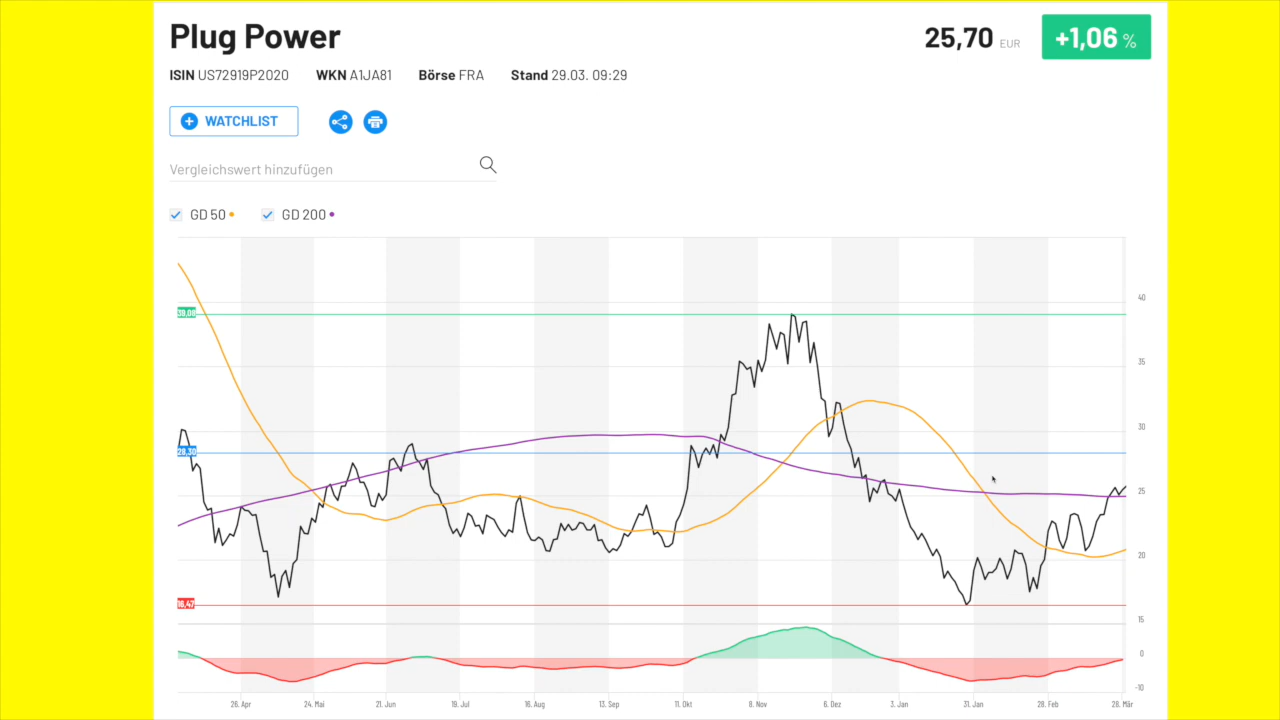 Plug Power
25,70 EUR +1,06 %
ISIN US72919P2020 WKN A1JA81 Börse FRA Stand 29.03. 09:29
WATCHLIST
Vergleichswert hinzufügen
GD 50 GD 200
40
39,08
35
30
28,30
25
20
16,47
15
0
-10
26. Apr 24. Mai 21. Jun 19. Jul 16. Aug 13. Sep 11. Okt 8. Nov 6. Dez 3. Jan 31. Jan 28. Feb 28. Mär